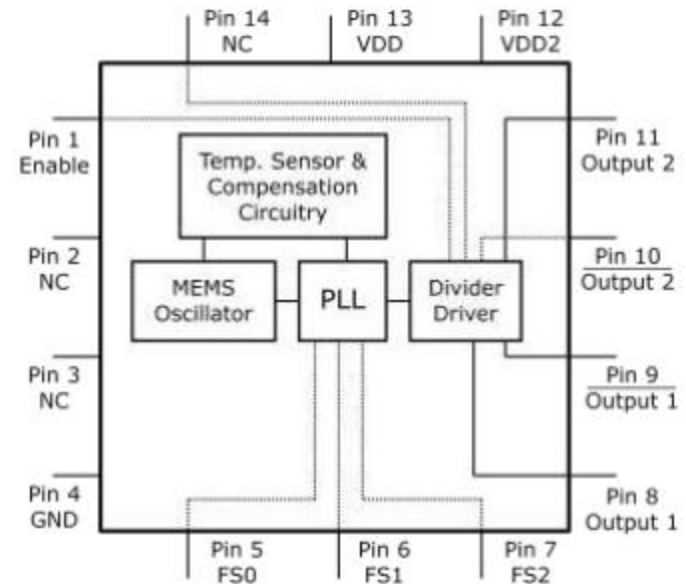 Pin 14
NC
Pin 13
VDD
Pin 12
VDD2
Pin 1
Enable
Pin 11
Output 2
Temp. Sensor &
Compensation
Circuitry
Pin 2
NC
Pin 10
Output 2
MEMS
Oscillator
PLL
Divider
Driver
Pin 3
NC
Pin 9
Output 1
Pin 4
GND
Pin 8
Output 1
Pin 5
FS0
Pin 6
FS1
Pin 7
FS2